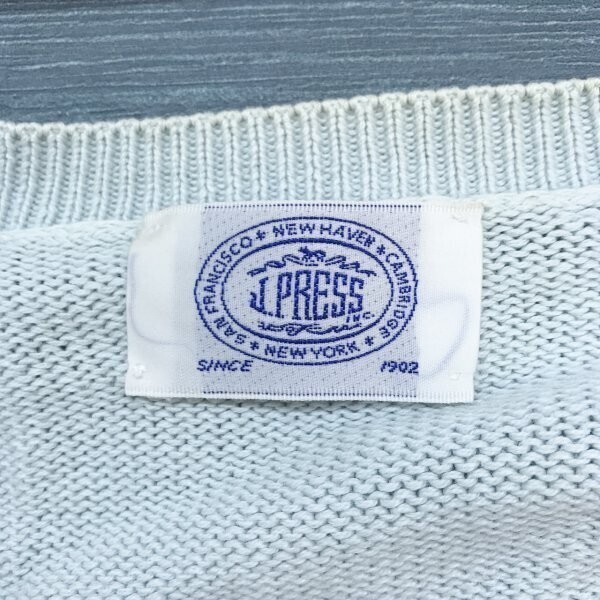 SAN FRANCISCO * NEW HAVEN * CAMBRIDGE * NEW YORK *
J. PRESS
INC.
SINCE 1902